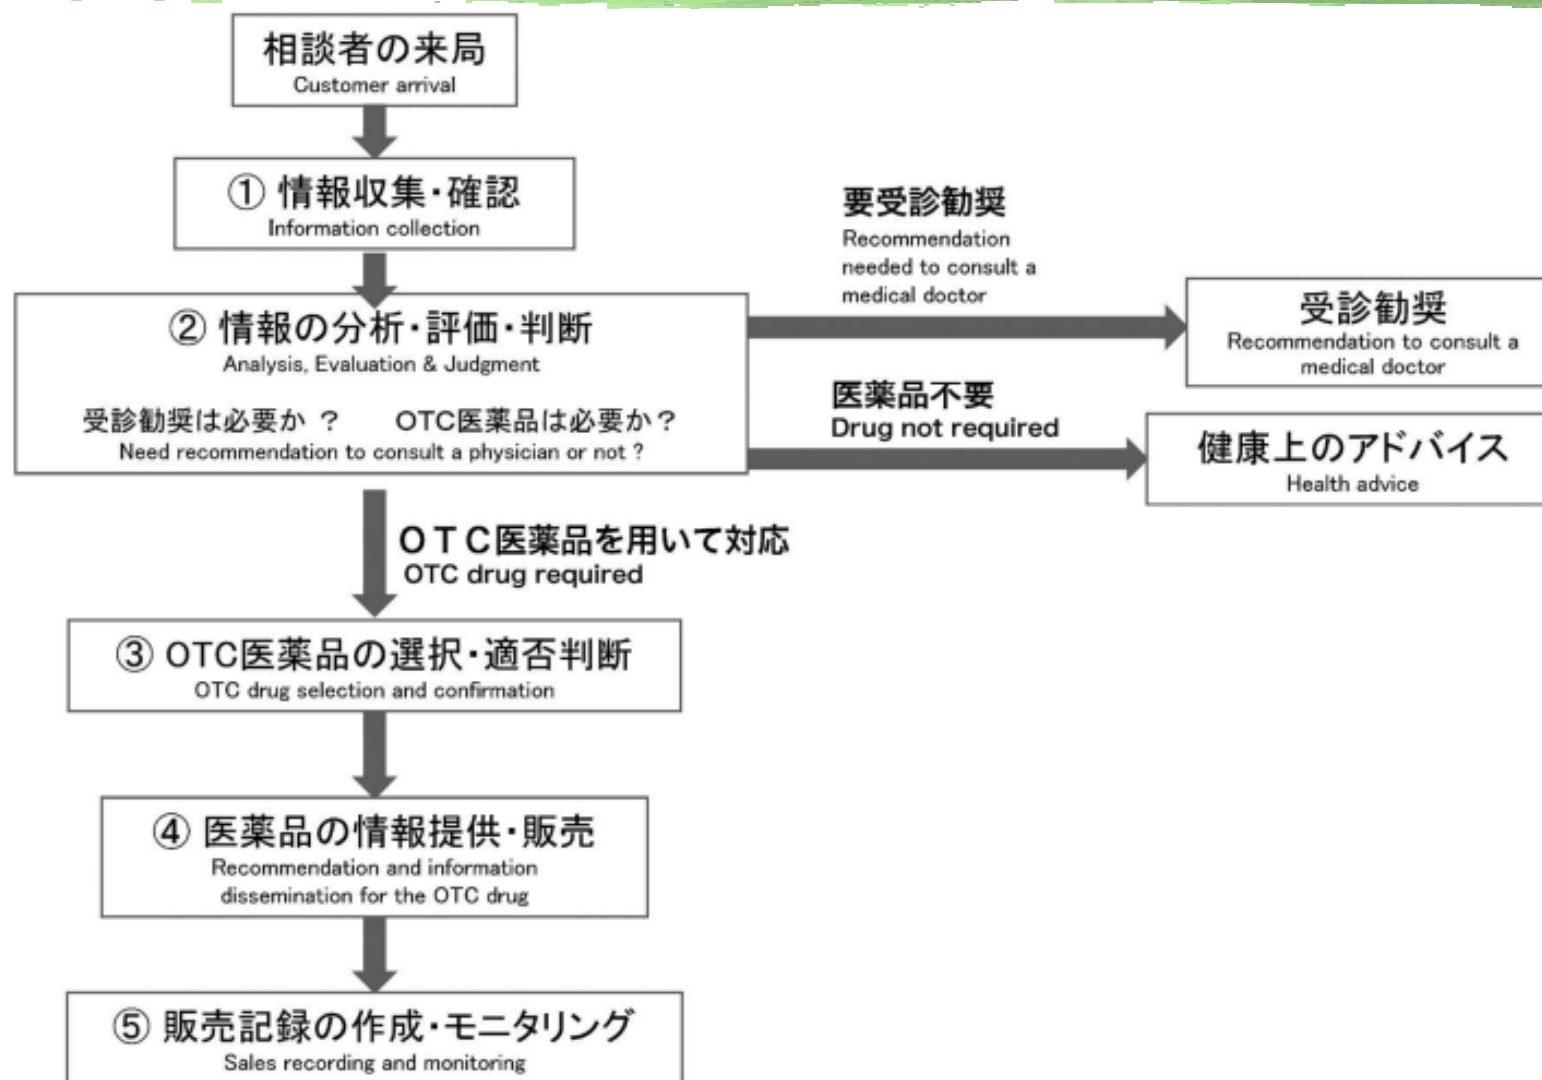 相談者の来局
Customer arrival
① 情報収集・確認
Information collection
要受診勧奨
Recommendation
needed to consult a
medical doctor
② 情報の分析・評価・判断
Analysis, Evaluation & Judgment
受診勧奨は必要か ？ OTC医薬品は必要か？
Need recommendation to consult a physician or not ?
受診勧奨
Recommendation to consult a
medical doctor
医薬品不要
Drug not required
健康上のアドバイス
Health advice
ＯＴＣ医薬品を用いて対応
OTC drug required
③ OTC医薬品の選択・適否判断
OTC drug selection and confirmation
④ 医薬品の情報提供・販売
Recommendation and information
dissemination for the OTC drug
⑤ 販売記録の作成・モニタリング
Sales recording and monitoring